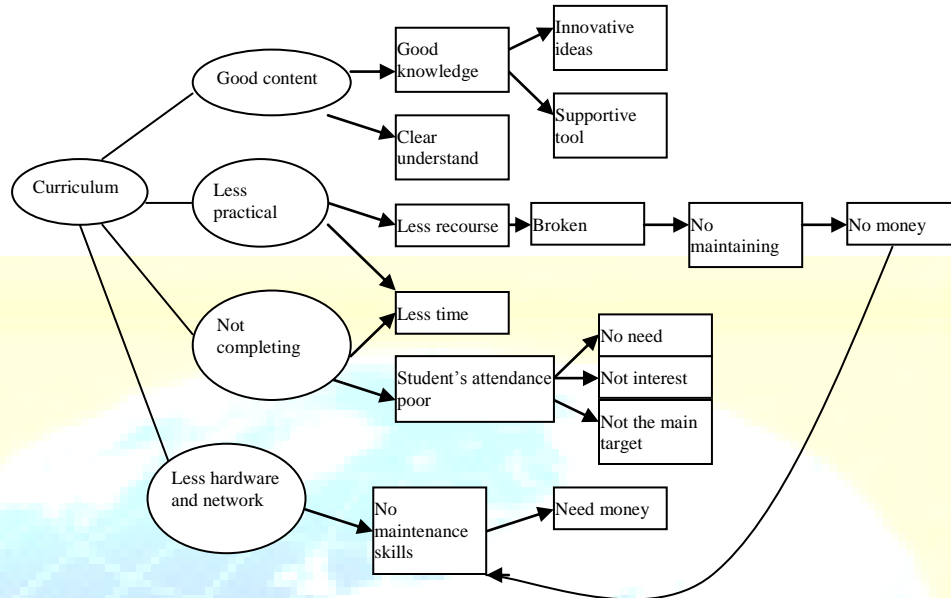 Innovative
ideas
Good
knowledge
Good content
Supportive
tool
Clear
understand
Curriculum
Less
practical
Less recourse
Broken
No
maintaining
No money
Less time
Not
completing
No need
Student's attendance
poor
Not interest
Not the main
target
Less hardware
and network
No
maintenance
skills
Need money